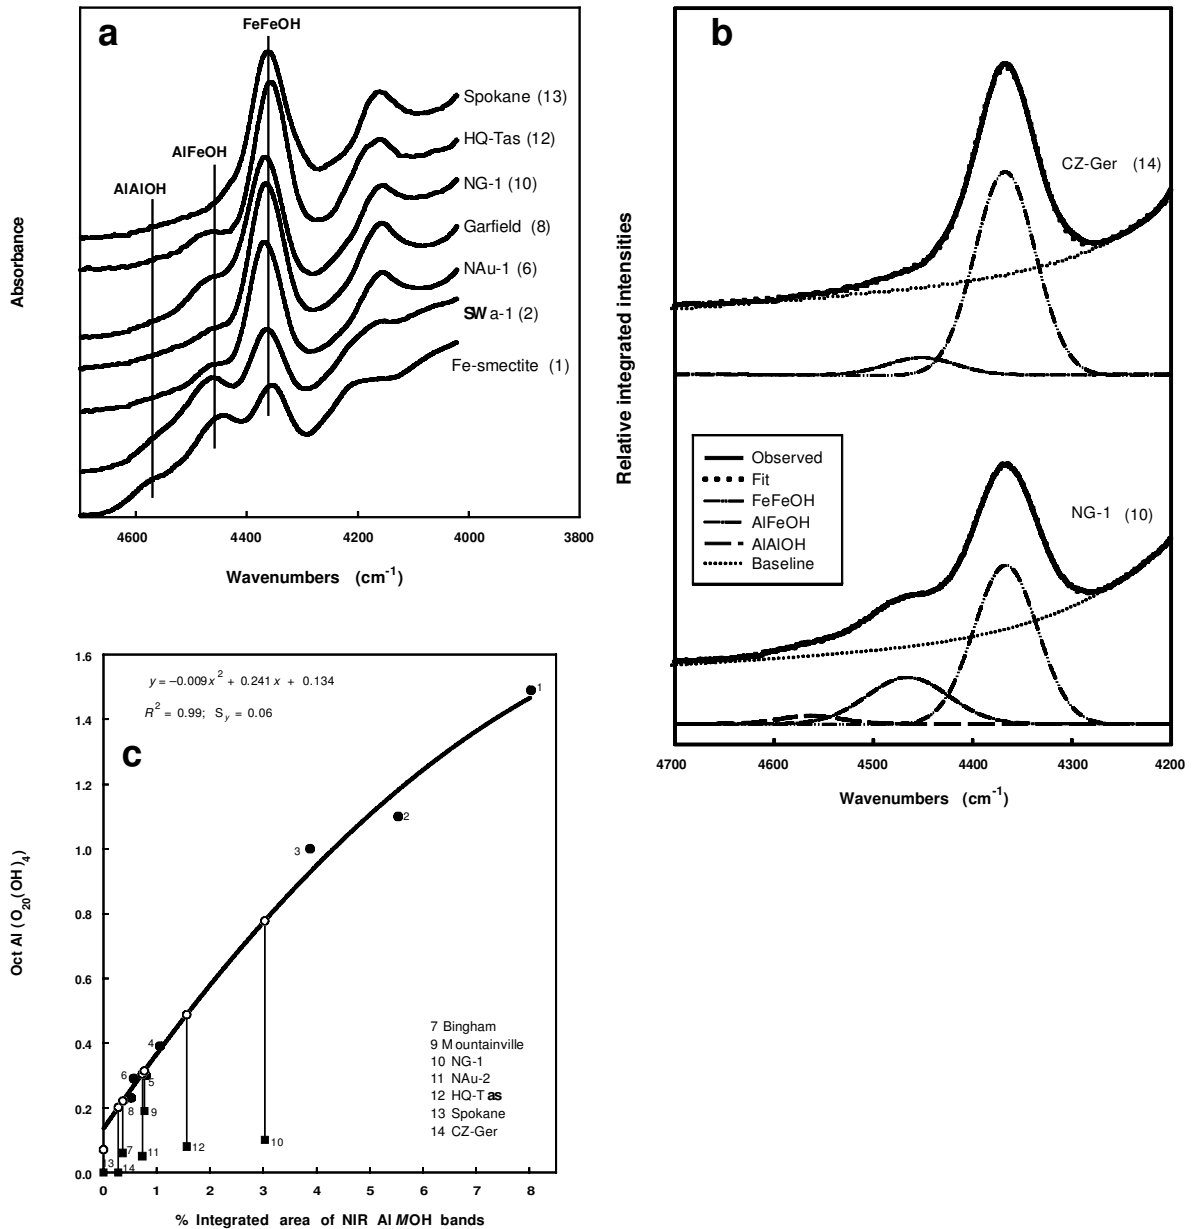 a
FeFeOH
AlFeOH
AlAlOH
Spokane (13)
HQ-Tas (12)
NG-1 (10)
Garfield (8)
NAu-1 (6)
SWa-1 (2)
Fe-smectite (1)
Absorbance
4600 4400 4200 4000 3800
Wavenumbers (cm-1)
b
CZ-Ger (14)
Relative integrated intensities
Observed
Fit
FeFeOH
AlFeOH
AlAlOH
Baseline
NG-1 (10)
4700 4600 4500 4400 4300 4200
Wavenumbers (cm-1)
y = −0.009x2 + 0.241x + 0.134
R2 = 0.99; Sy = 0.06
c
Oct Al (O20(OH)4)
1.6
1.4
1.2
1.0
0.8
0.6
0.4
0.2
0.0
1
2
3
4
6
5
8
9
7
11
12
10
13
14
7 Bingham
9 Mountainville
10 NG-1
11 NAu-2
12 HQ-Tas
13 Spokane
14 CZ-Ger
0 1 2 3 4 5 6 7 8
% Integrated area of NIR AlMOH bands